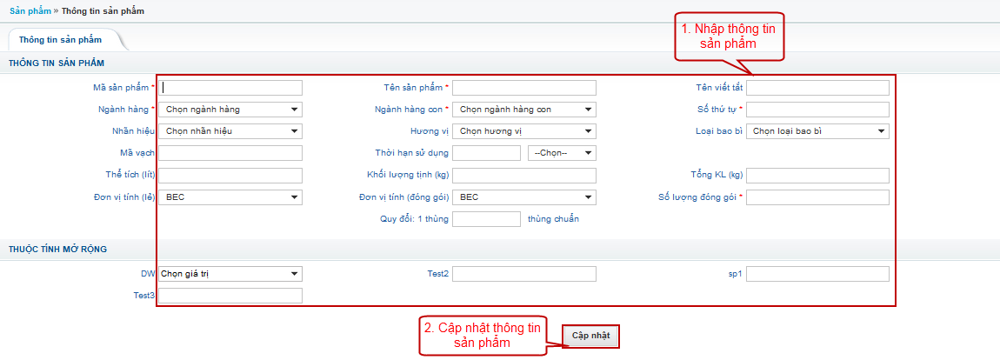 Sản phẩm » Thông tin sản phẩm
1. Nhập thông tin
sản phẩm
Thông tin sản phẩm
THÔNG TIN SẢN PHẨM
Mã sản phẩm * Tên sản phẩm * Tên viết tắt
Ngành hàng * Chọn ngành hàng Ngành hàng con * Chọn ngành hàng con Số thứ tự *
Nhãn hiệu Chọn nhãn hiệu Hương vị Chọn hương vị Loại bao bì Chọn loại bao bì
Mã vạch Thời hạn sử dụng --Chọn--
Thể tích (lít) Khối lượng tịnh (kg) Tổng KL (kg)
Đơn vị tính (lẻ) BEC Đơn vị tính (đóng gói) BEC Số lượng đóng gói *
Quy đổi: 1 thùng thùng chuẩn
THUỘC TÍNH MỞ RỘNG
DW Chọn giá trị Test2 sp1
Test3
2. Cập nhật thông tin
sản phẩm
Cập nhật